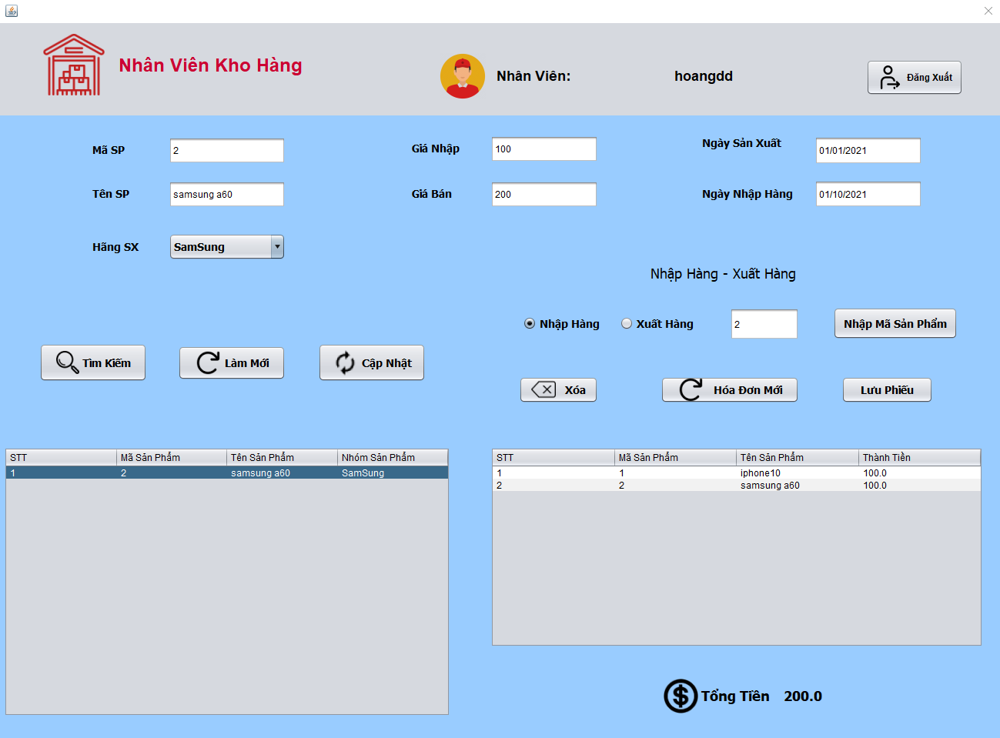 Nhân Viên Kho Hàng
Nhân Viên: hoangdd
Đăng Xuất
Mã SP 2
Giá Nhập 100
Ngày Sản Xuất 01/01/2021
Tên SP samsung a60
Giá Bán 200
Ngày Nhập Hàng 01/10/2021
Hãng SX SamSung
Nhập Hàng - Xuất Hàng
Nhập Hàng Xuất Hàng 2 Nhập Mã Sản Phẩm
Tìm Kiếm Làm Mới Cập Nhật
Xóa Hóa Đơn Mới Lưu Phiếu
STT Mã Sản Phẩm Tên Sản Phẩm Nhóm Sản Phẩm
1 2 samsung a60 SamSung
STT Mã Sản Phẩm Tên Sản Phẩm Thành Tiền
1 1 iphone10 100.0
2 2 samsung a60 100.0
$ Tổng Tiền 200.0